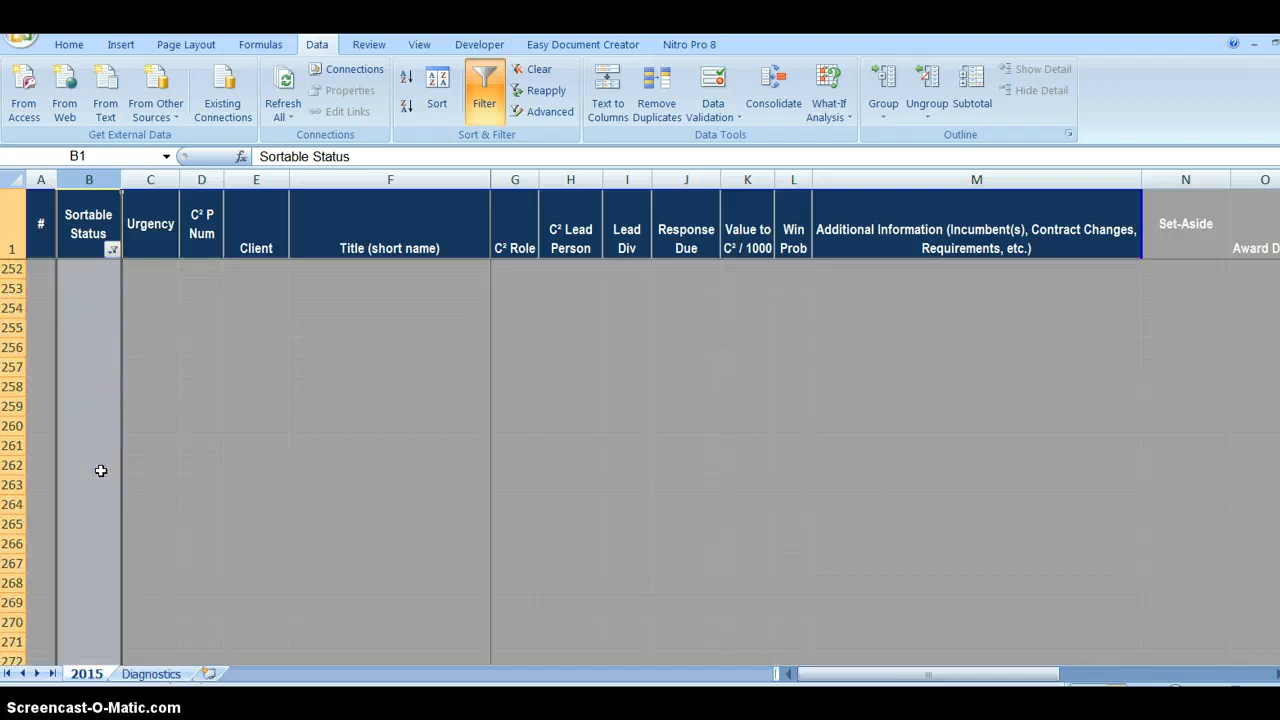 Home Insert Page Layout Formulas Data Review View Developer Easy Document Creator Nitro Pro 8
From Access
From Web
From Text
From Other Sources
Existing Connections
Get External Data
Refresh All
Connections
Properties
Edit Links
Connections
Sort
Filter
Clear
Reapply
Advanced
Sort & Filter
Text to Columns
Remove Duplicates
Data Validation
Consolidate
What-If Analysis
Data Tools
Group
Ungroup
Subtotal
Show Detail
Hide Detail
Outline
B1 fx Sortable Status
A B C D E F G H I J K L M N O
1
#
Sortable Status
Urgency
C² P Num
Client
Title (short name)
C² Role
C² Lead Person
Lead Div
Response Due
Value to C² / 1000
Win Prob
Additional Information (Incumbent(s), Contract Changes, Requirements, etc.)
Set-Aside
Award D
252
253
254
255
256
257
258
259
260
261
262
263
264
265
266
267
268
269
270
271
272
2015 Diagnostics
Screencast-O-Matic.com